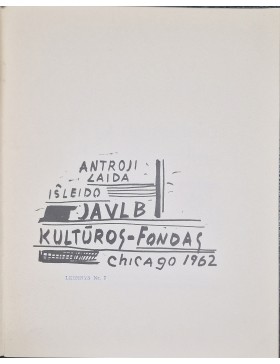 ANTROJI
LAIDA
IŠLEIDO
JAVLB
KULTŪROS-FONDAS
CHICAGO 1962